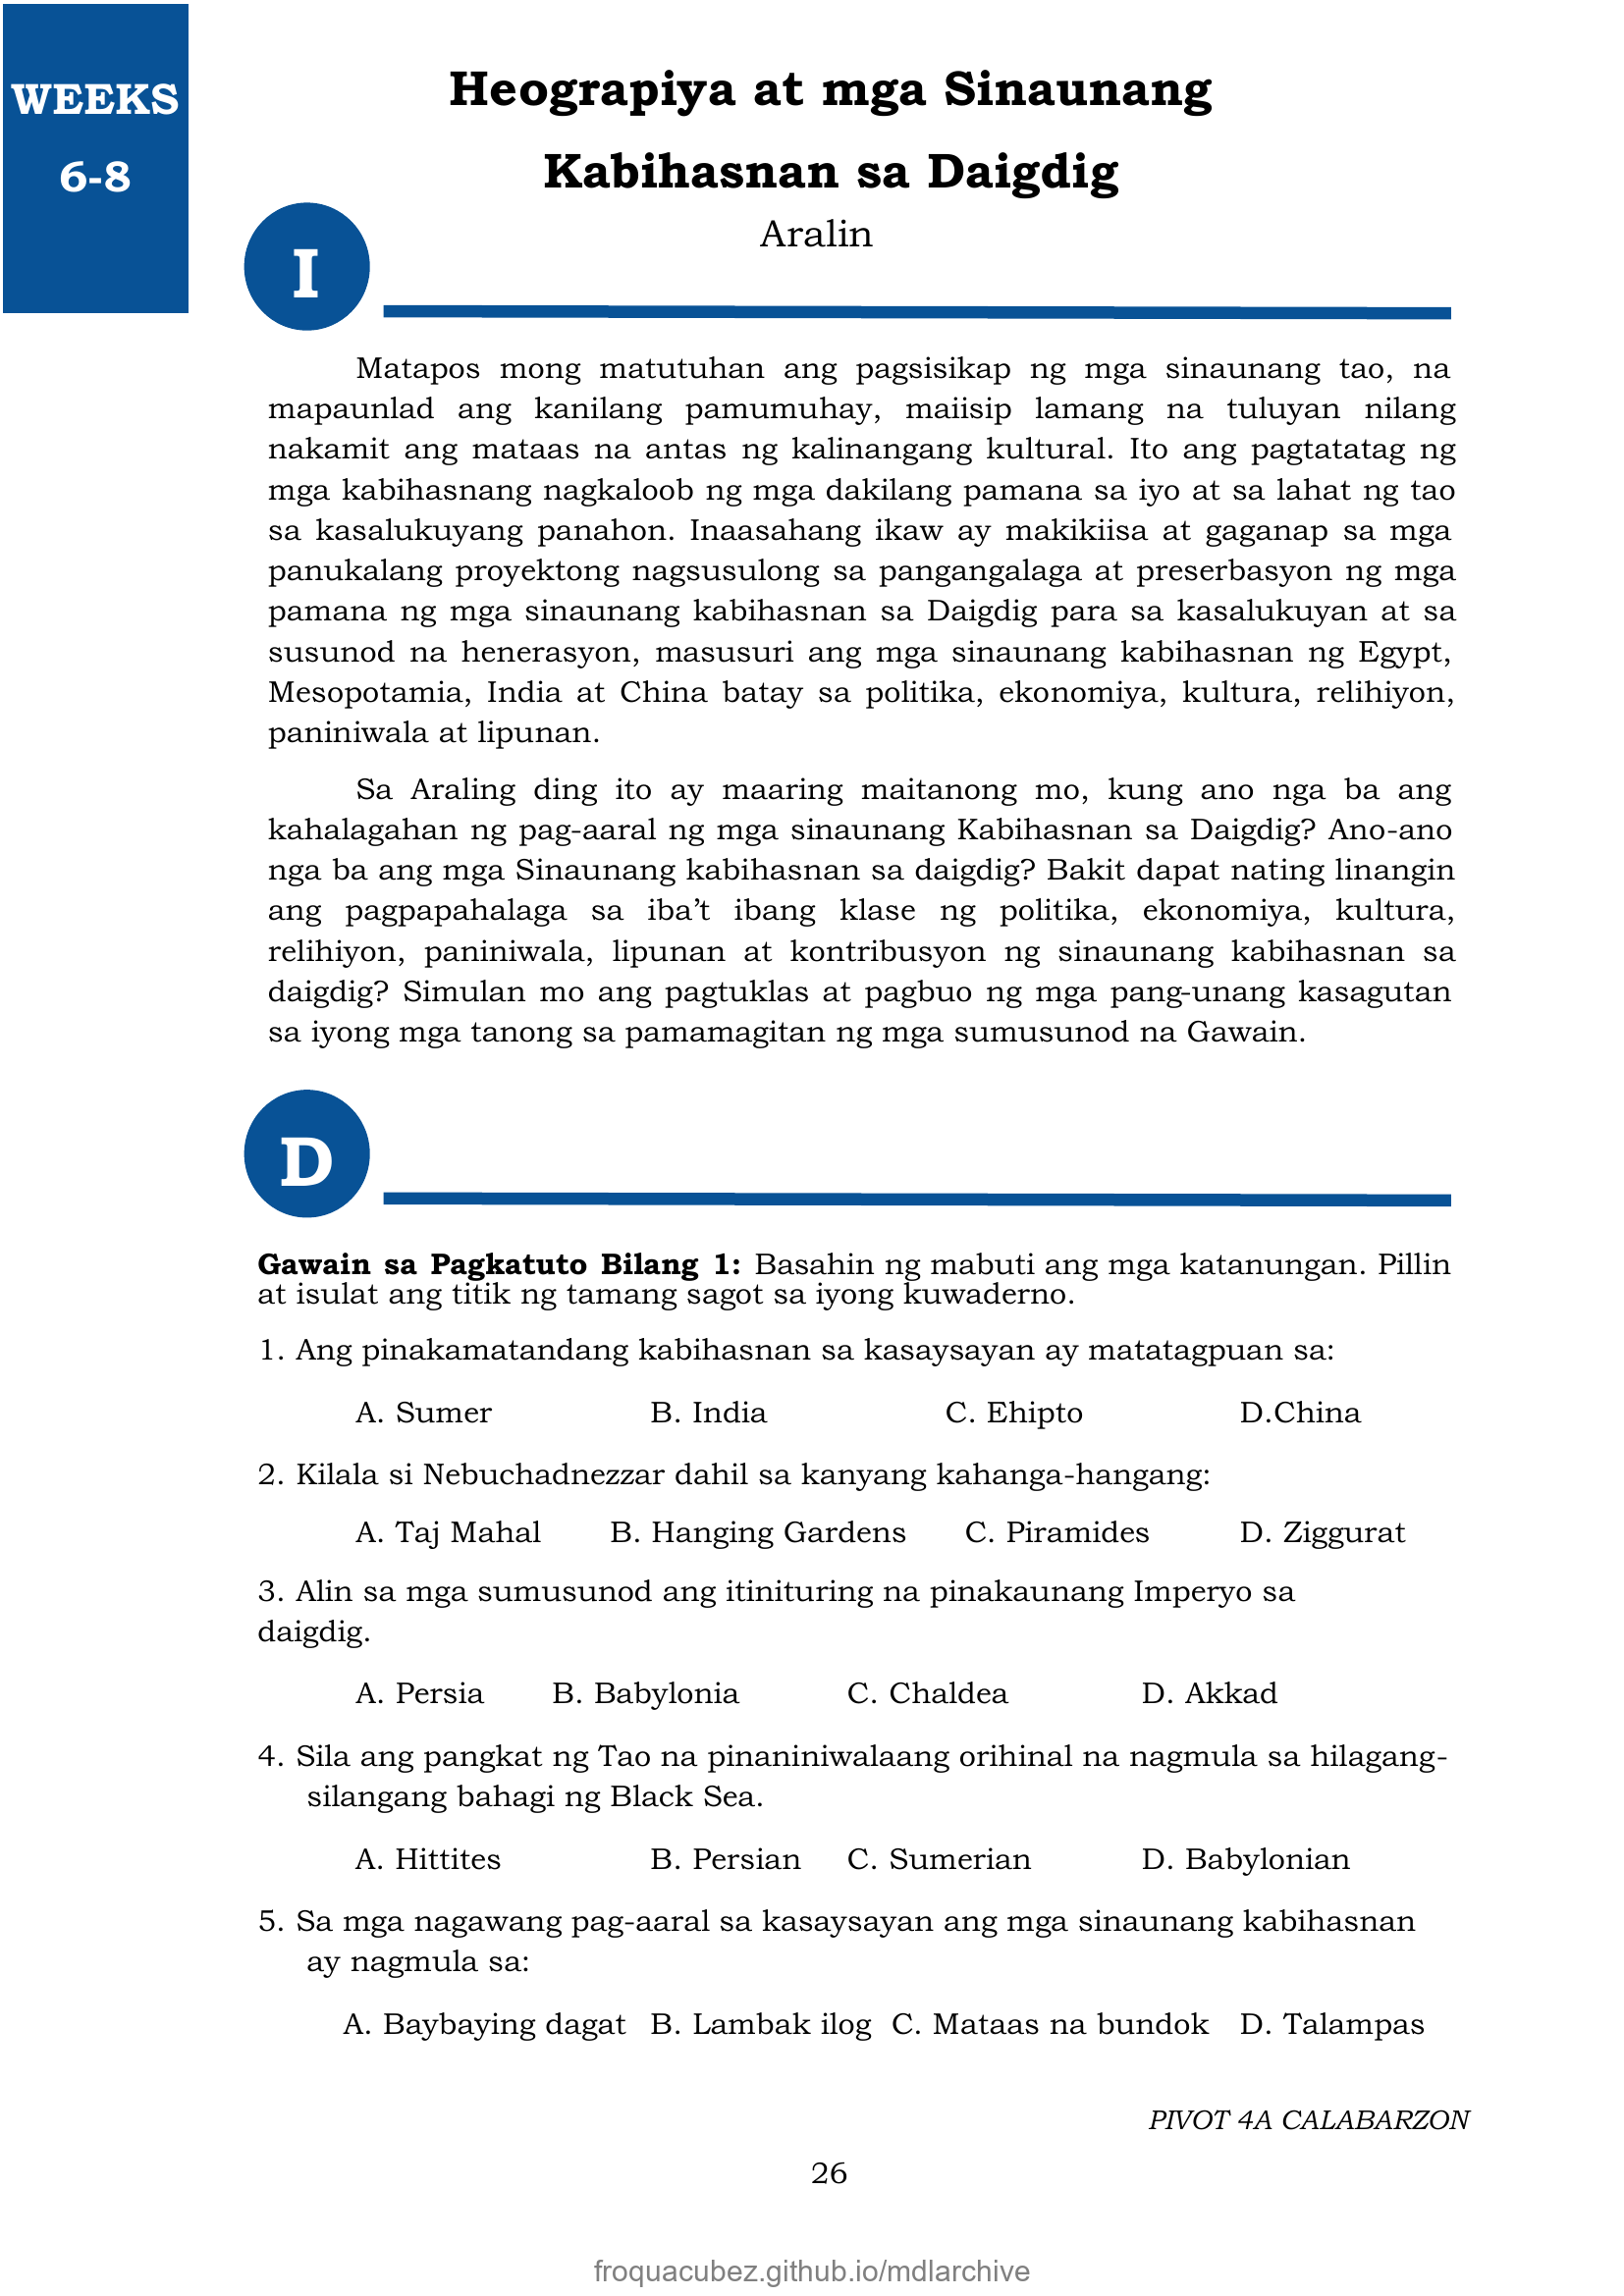 WEEKS
6-8
Heograpiya at mga Sinaunang
Kabihasnan sa Daigdig
Aralin
I
Matapos mong matutuhan ang pagsisikap ng mga sinaunang tao, na
mapaunlad ang kanilang pamumuhay, maiisip lamang na tuluyan nilang
nakamit ang mataas na antas ng kalinangang kultural. Ito ang pagtatatag ng
mga kabihasnang nagkaloob ng mga dakilang pamana sa iyo at sa lahat ng tao
sa kasalukuyang panahon. Inaasahang ikaw ay makikiisa at gaganap sa mga
panukalang proyektong nagsusulong sa pangangalaga at preserbasyon ng mga
pamana ng mga sinaunang kabihasnan sa Daigdig para sa kasalukuyan at sa
susunod na henerasyon, masusuri ang mga sinaunang kabihasnan ng Egypt,
Mesopotamia, India at China batay sa politika, ekonomiya, kultura, relihiyon,
paniniwala at lipunan.
Sa Araling ding ito ay maaring maitanong mo, kung ano nga ba ang
kahalagahan ng pag-aaral ng mga sinaunang Kabihasnan sa Daigdig? Ano-ano
nga ba ang mga Sinaunang kabihasnan sa daigdig? Bakit dapat nating linangin
ang pagpapahalaga sa iba’t ibang klase ng politika, ekonomiya, kultura,
relihiyon, paniniwala, lipunan at kontribusyon ng sinaunang kabihasnan sa
daigdig? Simulan mo ang pagtuklas at pagbuo ng mga pang-unang kasagutan
sa iyong mga tanong sa pamamagitan ng mga sumusunod na Gawain.
D
Gawain sa Pagkatuto Bilang 1: Basahin ng mabuti ang mga katanungan. Pillin
at isulat ang titik ng tamang sagot sa iyong kuwaderno.
1. Ang pinakamatandang kabihasnan sa kasaysayan ay matatagpuan sa:
A. Sumer B. India C. Ehipto D.China
2. Kilala si Nebuchadnezzar dahil sa kanyang kahanga-hangang:
A. Taj Mahal B. Hanging Gardens C. Piramides D. Ziggurat
3. Alin sa mga sumusunod ang itinituring na pinakaunang Imperyo sa
daigdig.
A. Persia B. Babylonia C. Chaldea D. Akkad
4. Sila ang pangkat ng Tao na pinaniniwalaang orihinal na nagmula sa hilagang-
silangang bahagi ng Black Sea.
A. Hittites B. Persian C. Sumerian D. Babylonian
5. Sa mga nagawang pag-aaral sa kasaysayan ang mga sinaunang kabihasnan
ay nagmula sa:
A. Baybaying dagat B. Lambak ilog C. Mataas na bundok D. Talampas
PIVOT 4A CALABARZON
26
froquacubez.github.io/mdlarchive